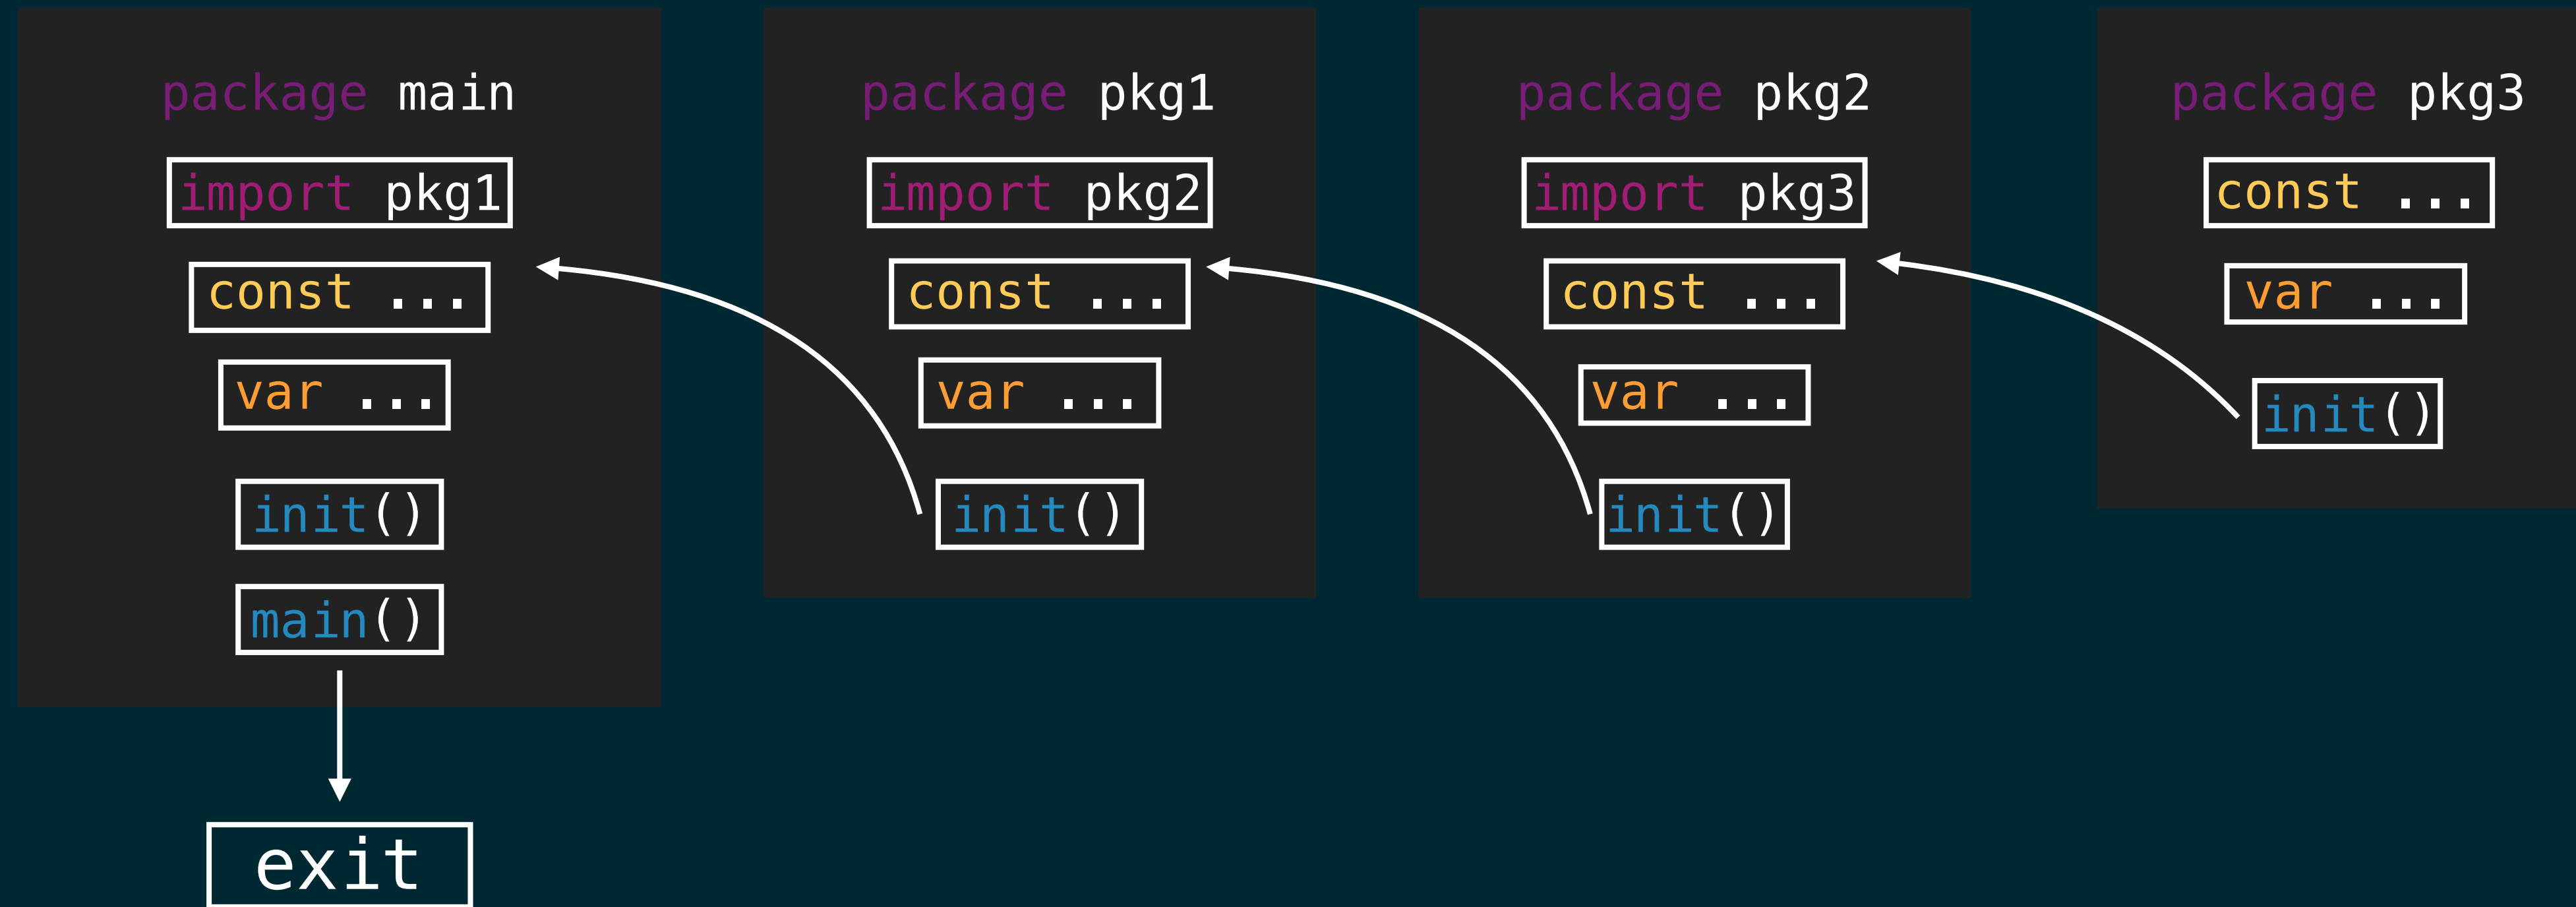 package main
import pkg1
const ...
var ...
init()
main()
exit
package pkg1
import pkg2
const ...
var ...
init()
package pkg2
import pkg3
const ...
var ...
init()
package pkg3
const ...
var ...
init()